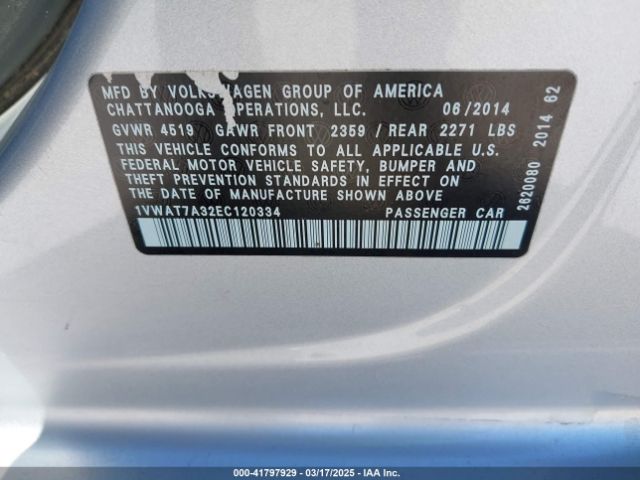 MFD BY VOLKSWAGEN GROUP OF AMERICA
CHATTANOOGA OPERATIONS, LLC. 06/2014
GVWR 4519 GAWR FRONT 2359 / REAR 2271 LBS
THIS VEHICLE CONFORMS TO ALL APPLICABLE U.S.
FEDERAL MOTOR VEHICLE SAFETY, BUMPER AND
THEFT PREVENTION STANDARDS IN EFFECT ON
THE DATE OF MANUFACTURE SHOWN ABOVE
1VWAT7A32EC120334 PASSENGER CAR
2620080 2014 62
000-41797929 - 03/17/2025 - IAA Inc.